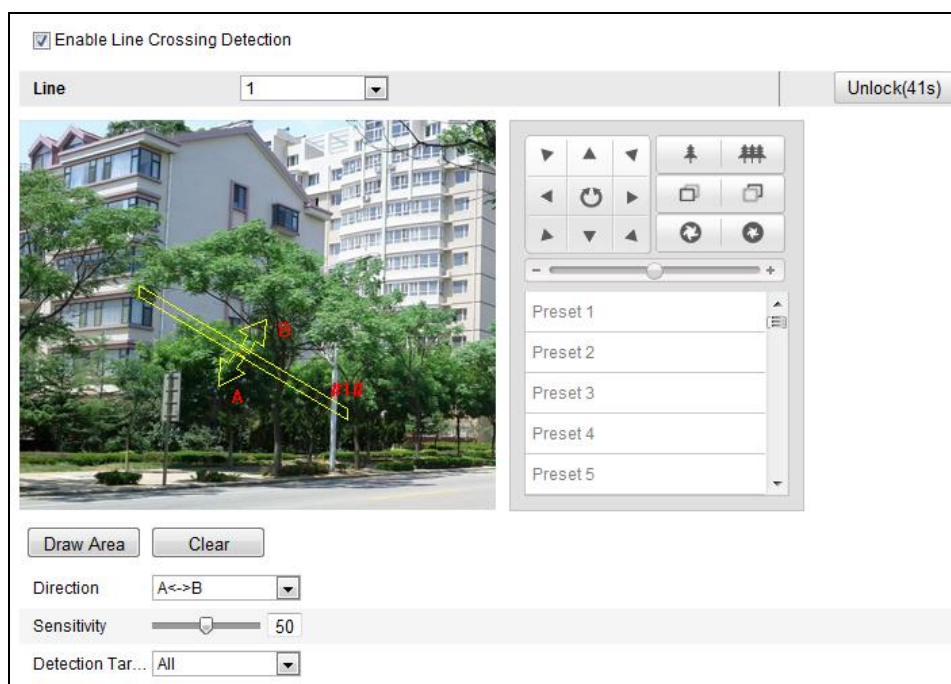 Enable Line Crossing Detection
Line 1 Unlock(41s)
B
A
#1#
Preset 1
Preset 2
Preset 3
Preset 4
Preset 5
Draw Area Clear
Direction A<->B
Sensitivity 50
Detection Tar... All